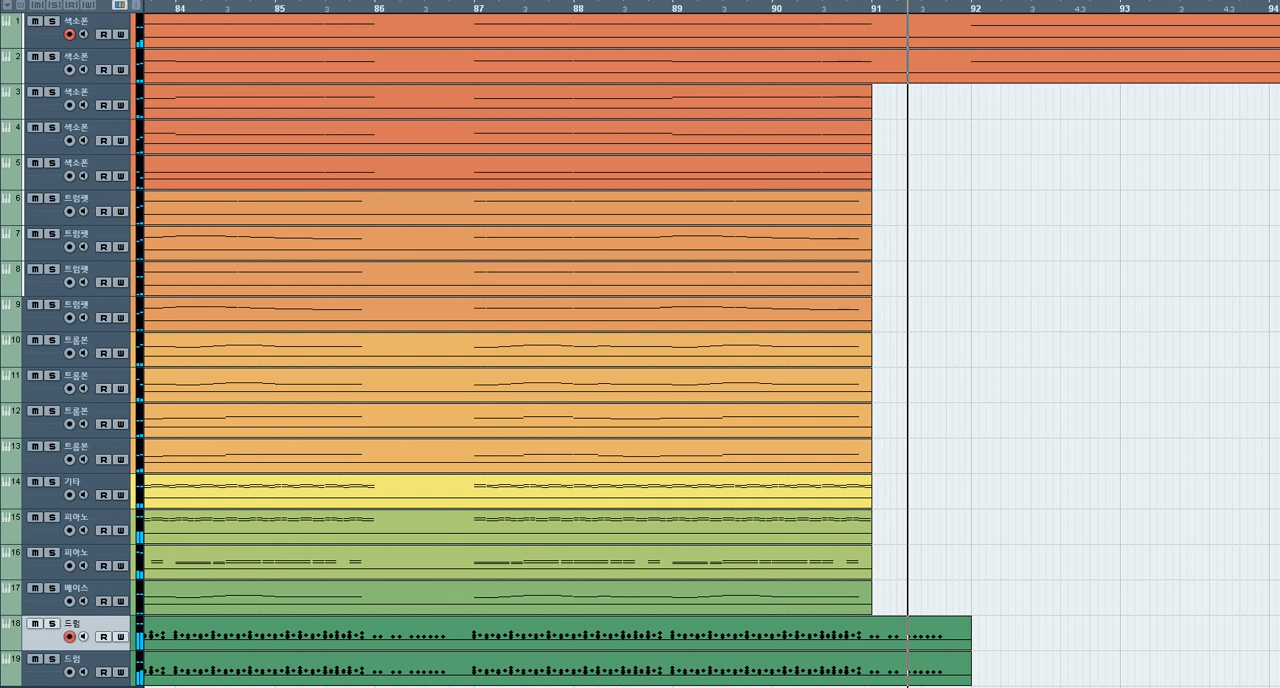 84 3 85 3 86 3 87 3 88 3 89 3 90 3 91 3 92 3 4.3 93 3 4.3 94
1 m S 색소폰
R W
2 m S 색소폰
R W
3 m S 색소폰
R W
4 m S 색소폰
R W
5 m S 색소폰
R W
6 m S 트럼펫
R W
7 m S 트럼펫
R W
8 m S 트럼펫
R W
9 m S 트럼펫
R W
10 m S 트롬본
R W
11 m S 트롬본
R W
12 m S 트롬본
R W
13 m S 트롬본
R W
14 m S 기타
R W
15 m S 피아노
R W
16 m S 피아노
R W
17 m S 베이스
R W
18 m S 드럼
R W
19 m S 드럼
R W